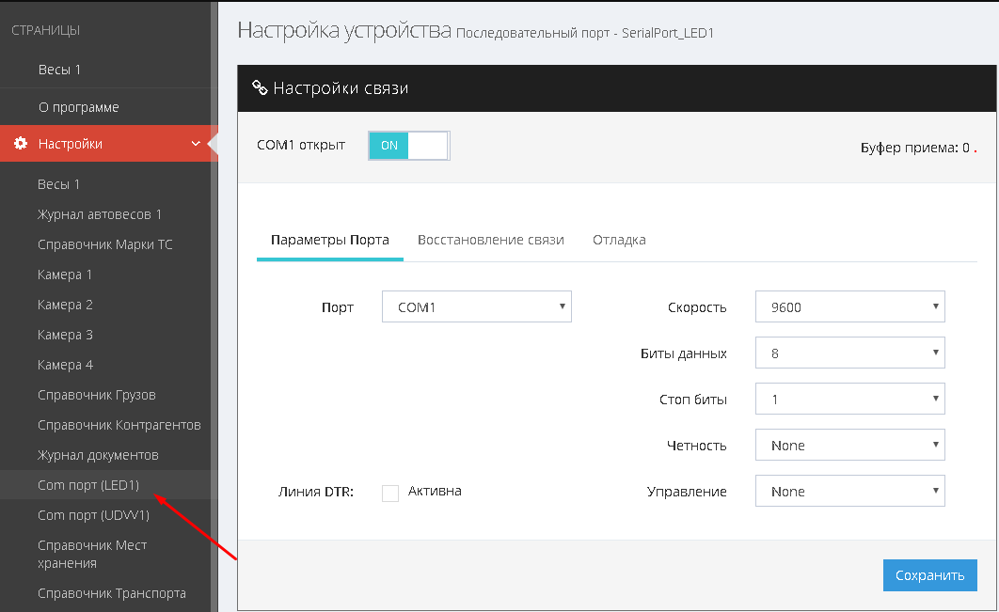 СТРАНИЦЫ
Весы 1
О программе
Настройки
Весы 1
Журнал автовесов 1
Справочник Марки ТС
Камера 1
Камера 2
Камера 3
Камера 4
Справочник Грузов
Справочник Контрагентов
Журнал документов
Com порт (LED1)
Com порт (UDVV1)
Справочник Мест
хранения
Справочник Транспорта
Настройка устройства Последовательный порт - SerialPort_LED1
Настройки связи
COM1 открыт ON Буфер приема: 0 .
Параметры Порта Восстановление связи Отладка
Порт COM1 Скорость 9600
Биты данных 8
Стоп биты 1
Четность None
Линия DTR: Активна Управление None
Сохранить